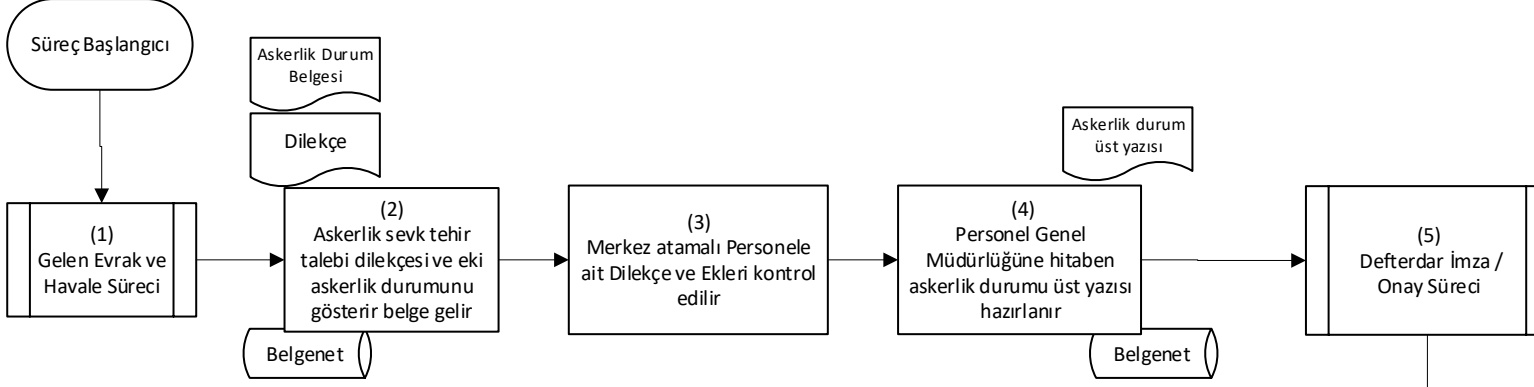 Süreç Başlangıcı
Askerlik Durum
Belgesi
Dilekçe
Askerlik durum
üst yazısı
(1)
Gelen Evrak ve
Havale Süreci
(2)
Askerlik sevk tehir
talebi dilekçesi ve eki
askerlik durumunu
gösterir belge gelir
Belgenet
(3)
Merkez atamalı Personele
ait Dilekçe ve Ekleri kontrol
edilir
(4)
Personel Genel
Müdürlüğüne hitaben
askerlik durumu üst yazısı
hazırlanır
Belgenet
(5)
Defterdar İmza /
Onay Süreci